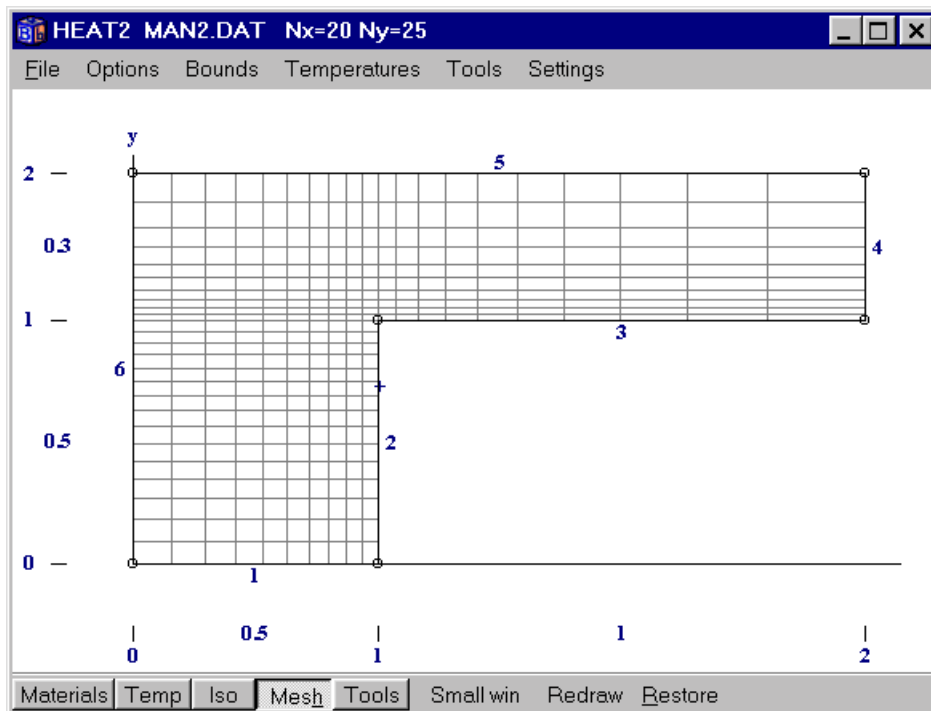 HEAT2 MAN2.DAT Nx=20 Ny=25
File Options Bounds Temperatures Tools Settings
y
5
2
0.3
4
1
3
6
0.5
2
0
1
0.5 1
0 1 2
Materials Temp Iso Mesh Tools Small win Redraw Restore